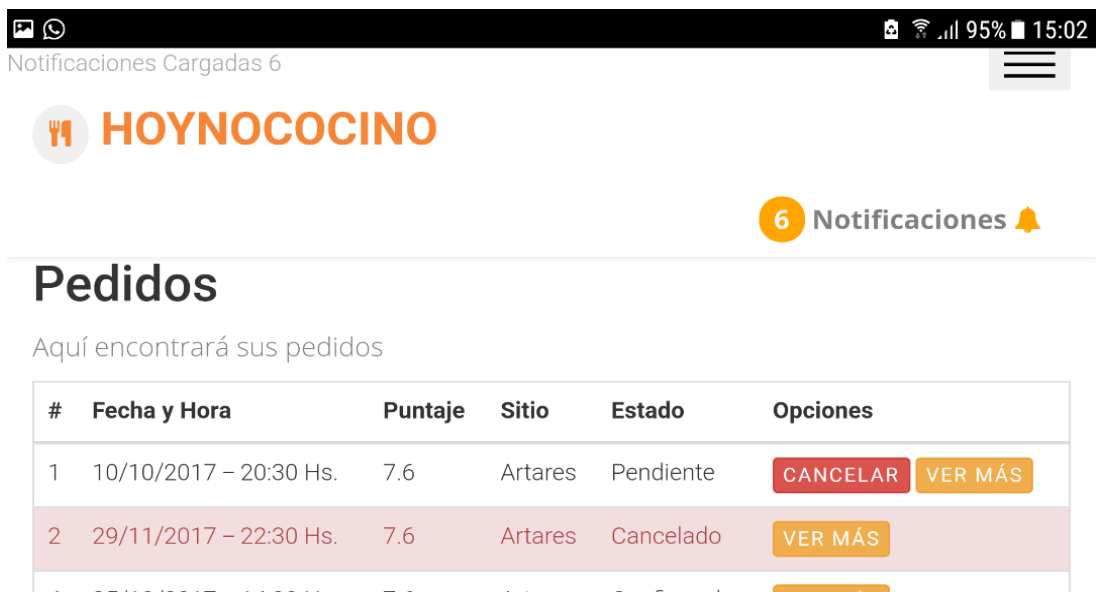 95% 15:02
Notificaciones Cargadas 6
HOYNOCOCINO
6 Notificaciones
Pedidos
Aquí encontrará sus pedidos
# Fecha y Hora Puntaje Sitio Estado Opciones
1 10/10/2017 – 20:30 Hs. 7.6 Artares Pendiente CANCELAR VER MÁS
2 29/11/2017 – 22:30 Hs. 7.6 Artares Cancelado VER MÁS